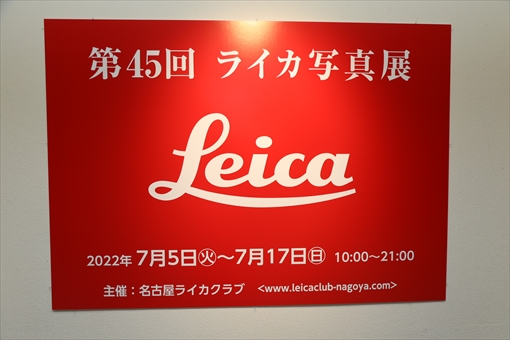 第45回 ライカ写真展
Leica
2022年 7月5日㊋〜7月17日㊐ 10:00〜21:00
主催：名古屋ライカクラブ <www.leicaclub-nagoya.com>